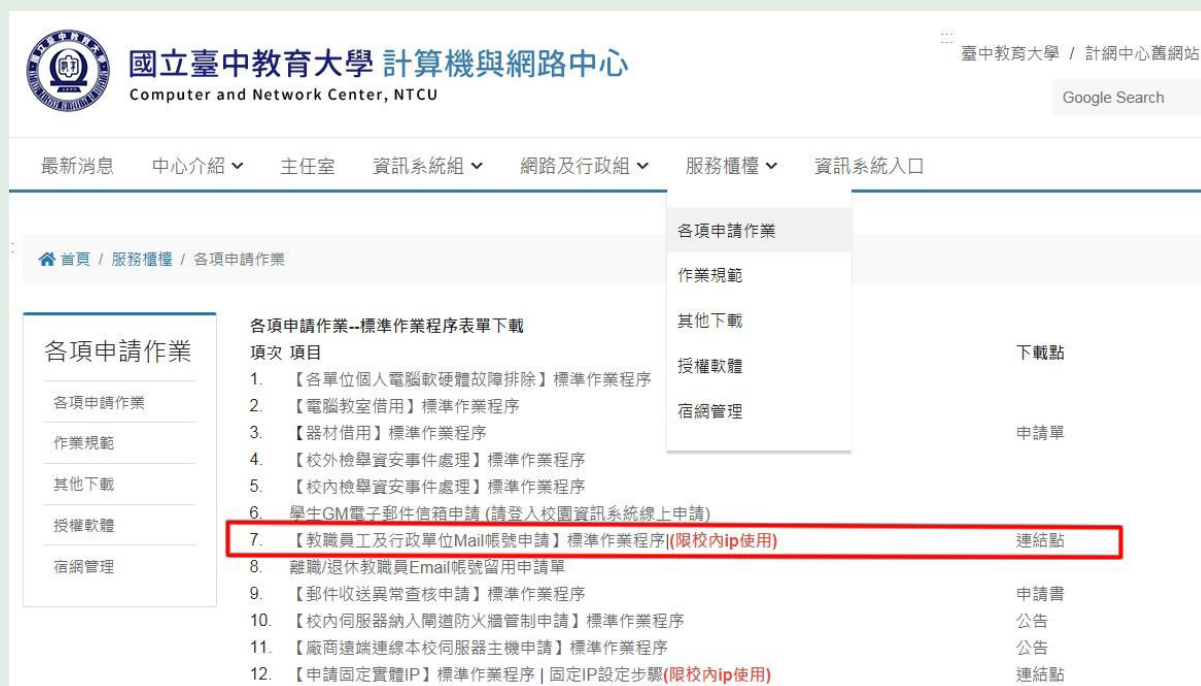 國立臺中教育大學 計算機與網路中心
Computer and Network Center, NTCU
臺中教育大學 / 計網中心舊網站
Google Search
最新消息 中心介紹 主任室 資訊系統組 網路及行政組 服務櫃檯 資訊系統入口
各項申請作業
作業規範
其他下載
授權軟體
宿網管理
首頁 / 服務櫃檯 / 各項申請作業
各項申請作業
各項申請作業
作業規範
其他下載
授權軟體
宿網管理
各項申請作業--標準作業程序表單下載
項次 項目 下載點
1. 【各單位個人電腦軟硬體故障排除】標準作業程序
2. 【電腦教室借用】標準作業程序
3. 【器材借用】標準作業程序 申請單
4. 【校外檢舉資安事件處理】標準作業程序
5. 【校內檢舉資安事件處理】標準作業程序
6. 學生GM電子郵件信箱申請 (請登入校園資訊系統線上申請)
7. 【教職員工及行政單位Mail帳號申請】標準作業程序|(限校內ip使用) 連結點
8. 離職/退休教職員Email帳號留用申請單
9. 【郵件收送異常查核申請】標準作業程序 申請書
10. 【校內伺服器納入閘道防火牆管制申請】標準作業程序 公告
11. 【廠商遠端連線本校伺服器主機申請】標準作業程序 公告
12. 【申請固定實體IP】標準作業程序 | 固定IP設定步驟(限校內ip使用) 連結點